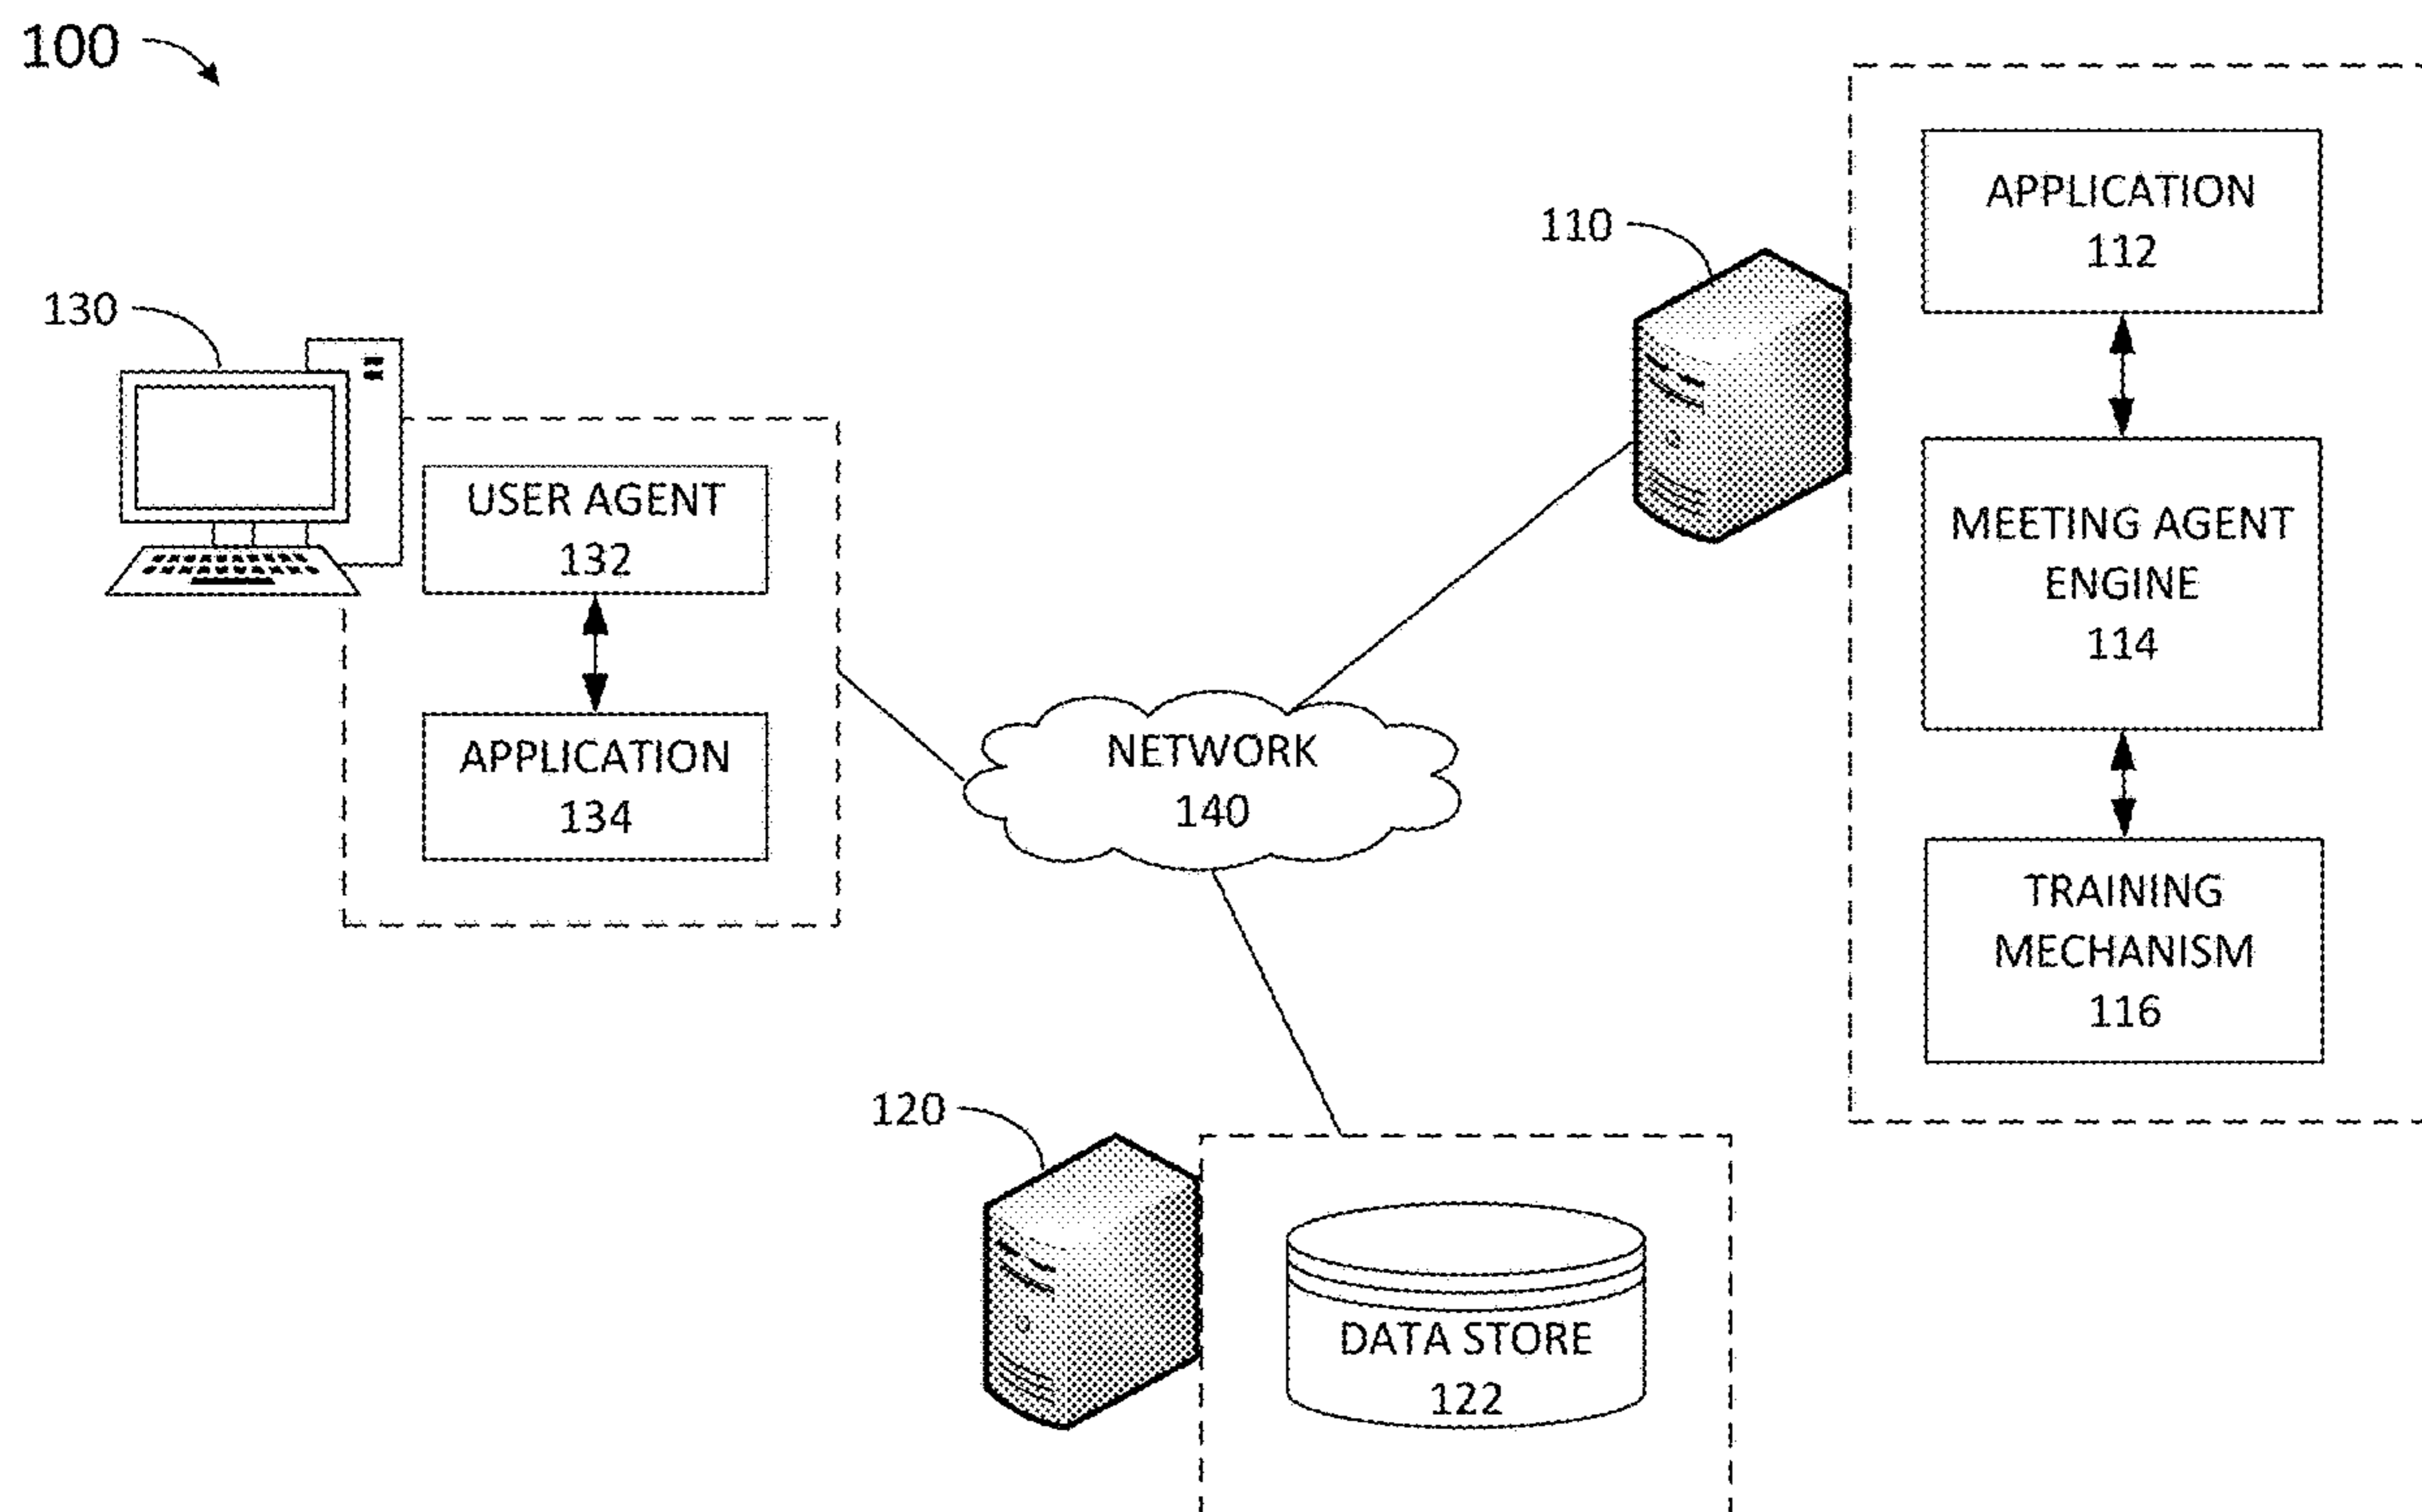 100
130
USER AGENT
132
APPLICATION
134
NETWORK
140
110
APPLICATION
112
MEETING AGENT
ENGINE
114
TRAINING
MECHANISM
116
120
DATA STORE
122